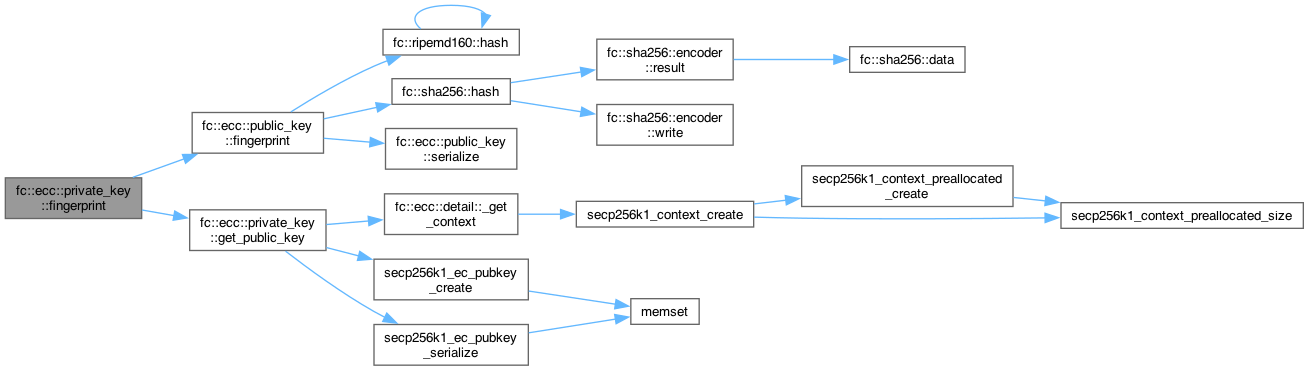 fc::ecc::private_key
::fingerprint
fc::ecc::public_key
::fingerprint
fc::ripemd160::hash
fc::sha256::hash
fc::sha256::encoder
::result
fc::sha256::data
fc::sha256::encoder
::write
fc::ecc::public_key
::serialize
fc::ecc::private_key
::get_public_key
fc::ecc::detail::_get
_context
secp256k1_context_create
secp256k1_context_preallocated
_create
secp256k1_context_preallocated_size
secp256k1_ec_pubkey
_create
memset
secp256k1_ec_pubkey
_serialize